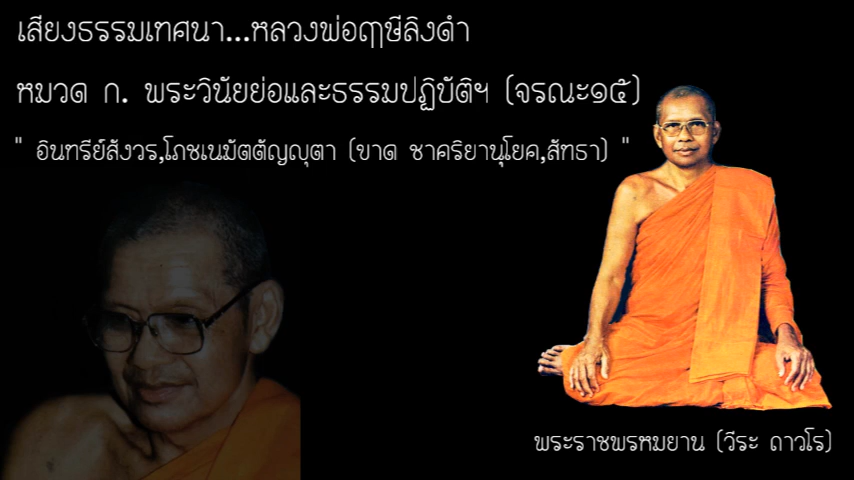 เสียงธรรมเทศนา...หลวงพ่อฤาษีลิงดำ
หมวด ก. พระวินัยย่อและธรรมปฏิบัติฯ (จรณะ๑๕)
" อินทรีย์สังวร,โภชเนมัตตัญญุตา (ขาด ชาคริยานุโยค,สัทธา) "
พระราชพรหมยาน (วีระ ถาวโร)